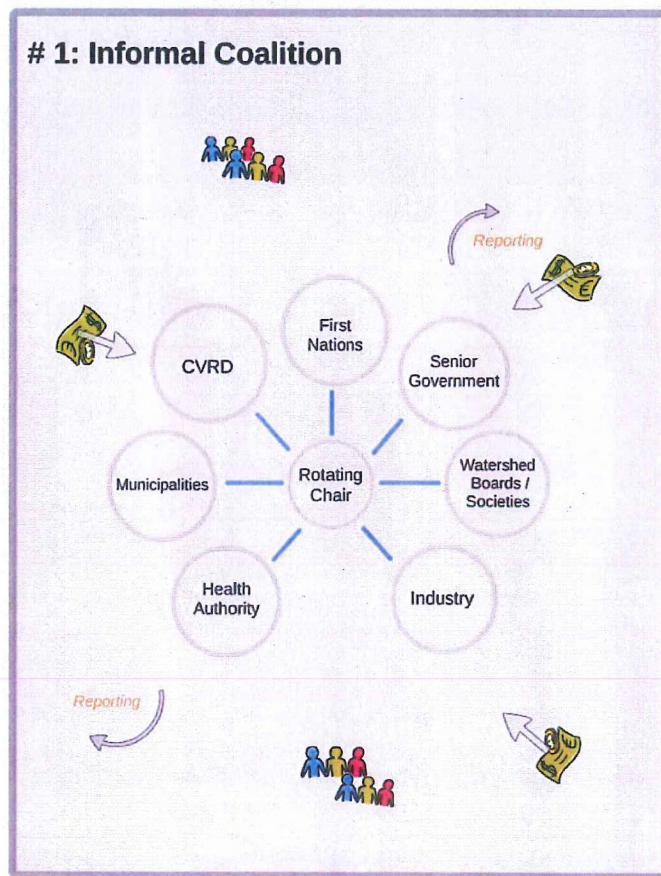 # 1: Informal Coalition
Reporting
First
Nations
CVRD
Senior
Government
Municipalities
Rotating
Chair
Watershed
Boards /
Societies
Health
Authority
Industry
Reporting